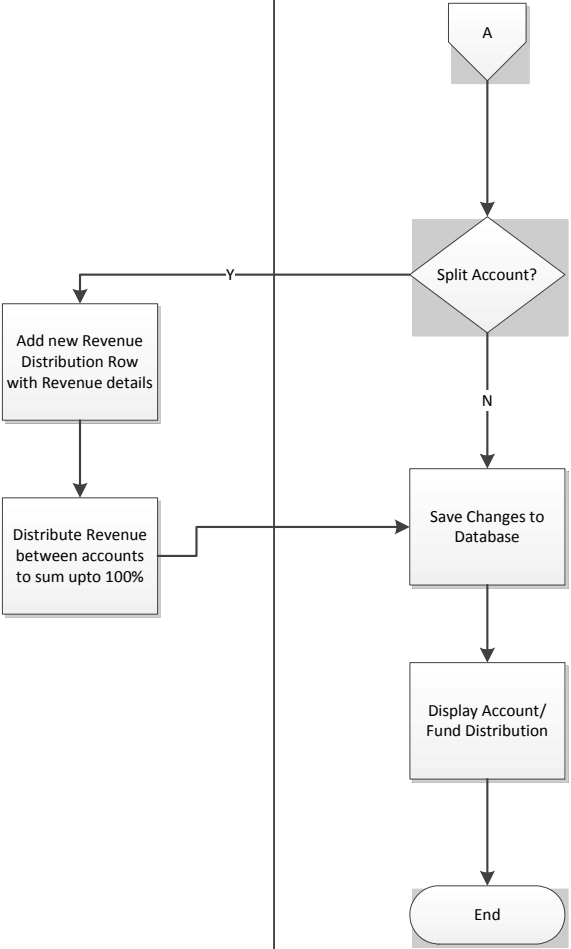 A
Split Account?
Y
Add new Revenue
Distribution Row
with Revenue details
N
Distribute Revenue
between accounts
to sum upto 100%
Save Changes to
Database
Display Account/
Fund Distribution
End